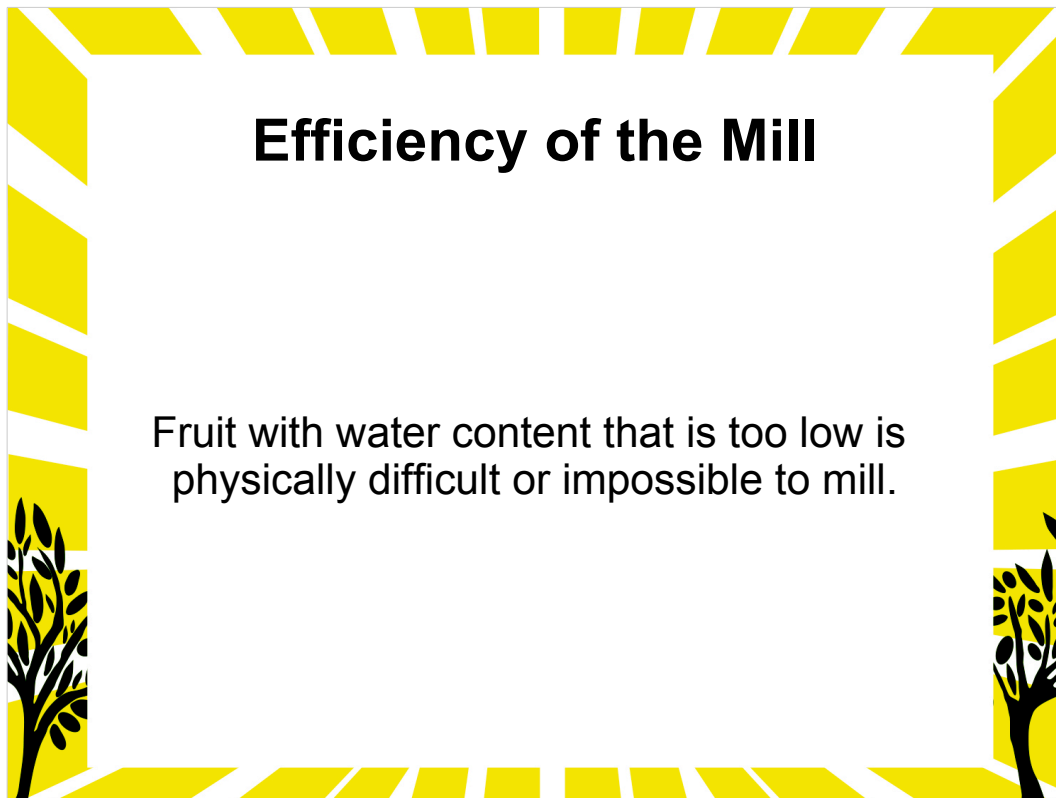 Efficiency of the Mill
Fruit with water content that is too low is
physically difficult or impossible to mill.